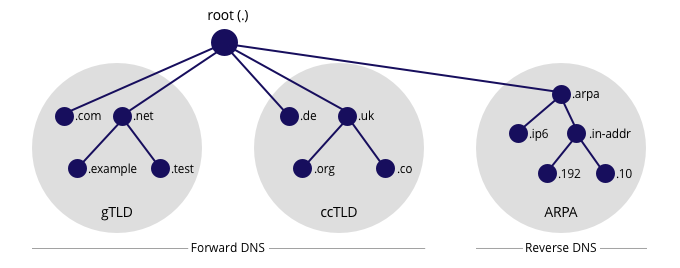 root (.)
.com
.net
.example
.test
gTLD
.de
.uk
.org
.co
ccTLD
.arpa
.ip6
.in-addr
.192
.10
ARPA
Forward DNS
Reverse DNS